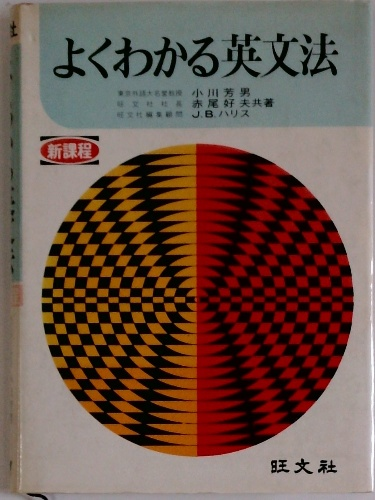 よくわかる英文法
東京外語大名誉教授 小川芳男
旺文社社長 赤尾好夫共著
旺文社編集顧問 J.B.ハリス
新課程
旺文社
社